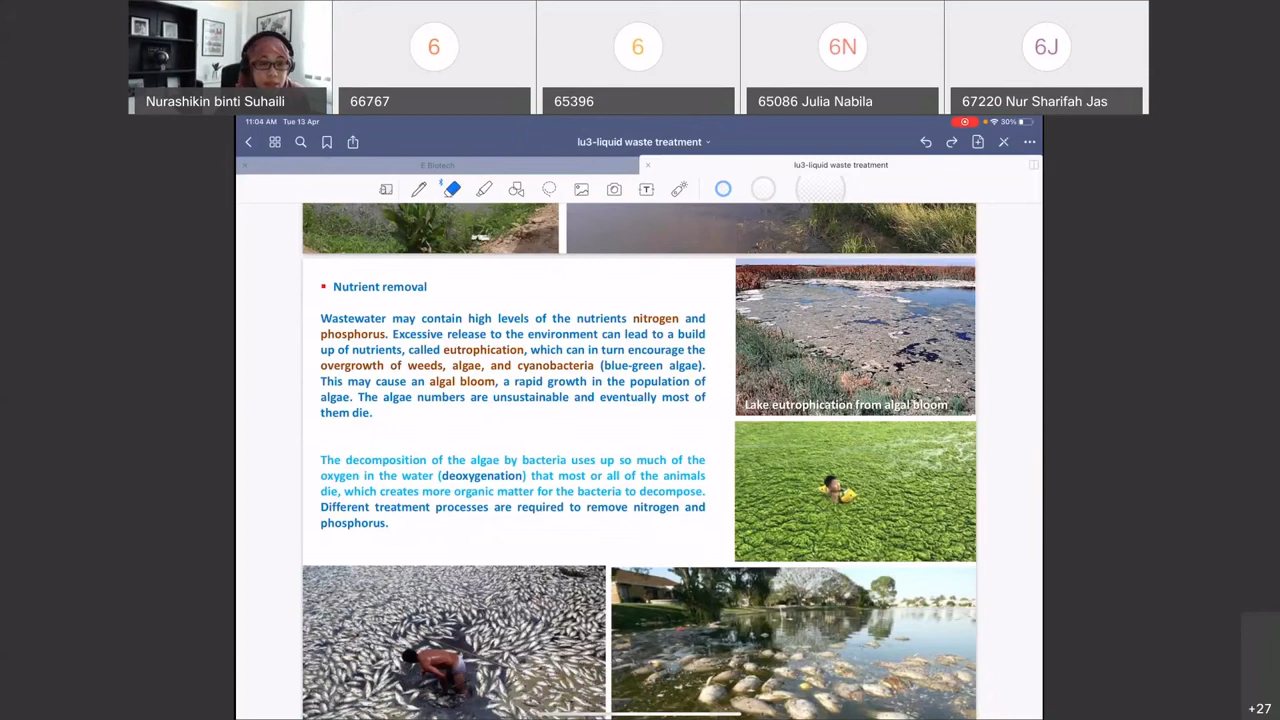 6
6
6N
6J
Nurashikin binti Suhaili
66767
65396
65086 Julia Nabila
67220 Nur Sharifah Jas
11:04 AM Tue 13 Apr
30%
lu3-liquid waste treatment
E Biotech
lu3-liquid waste treatment
T
Nutrient removal
Wastewater may contain high levels of the nutrients nitrogen and
phosphorus. Excessive release to the environment can lead to a build
up of nutrients, called eutrophication, which can in turn encourage the
overgrowth of weeds, algae, and cyanobacteria (blue-green algae).
This may cause an algal bloom, a rapid growth in the population of
algae. The algae numbers are unsustainable and eventually most of
them die.
Lake eutrophication from algal bloom
The decomposition of the algae by bacteria uses up so much of the
oxygen in the water (deoxygenation) that most or all of the animals
die, which creates more organic matter for the bacteria to decompose.
Different treatment processes are required to remove nitrogen and
phosphorus.
+27